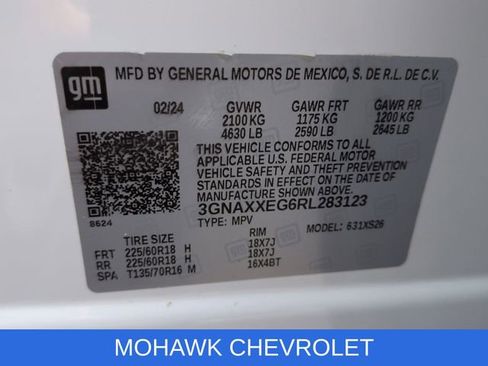 gm
MFD BY GENERAL MOTORS DE MEXICO, S. DE R.L. DE C.V.
02/24 GVWR GAWR FRT GAWR RR
2100 KG 1175 KG 1200 KG
4630 LB 2590 LB 2645 LB
THIS VEHICLE CONFORMS TO ALL
APPLICABLE U.S. FEDERAL MOTOR
VEHICLE SAFETY AND THEFT PREVENTION
STANDARDS IN EFFECT ON THE DATE OF
MANUFACTURE SHOWN ABOVE.
3GNAXXEG6RL283123
8624 TYPE: MPV MODEL: 631XS26
TIRE SIZE RIM
FRT 225/60R18 H 18X7J
RR 225/60R18 H 18X7J
SPA T135/70R16 M 16X4BT
MOHAWK CHEVROLET